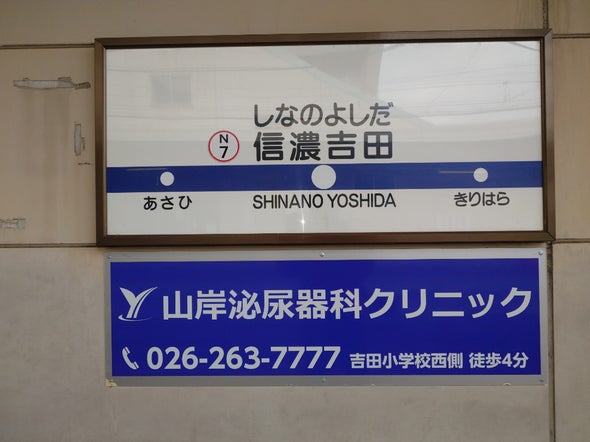 しなのよしだ
N
7
信濃吉田
あさひ
SHINANO YOSHIDA
きりはら
山岸泌尿器科クリニック
026-263-7777 吉田小学校西側 徒歩4分